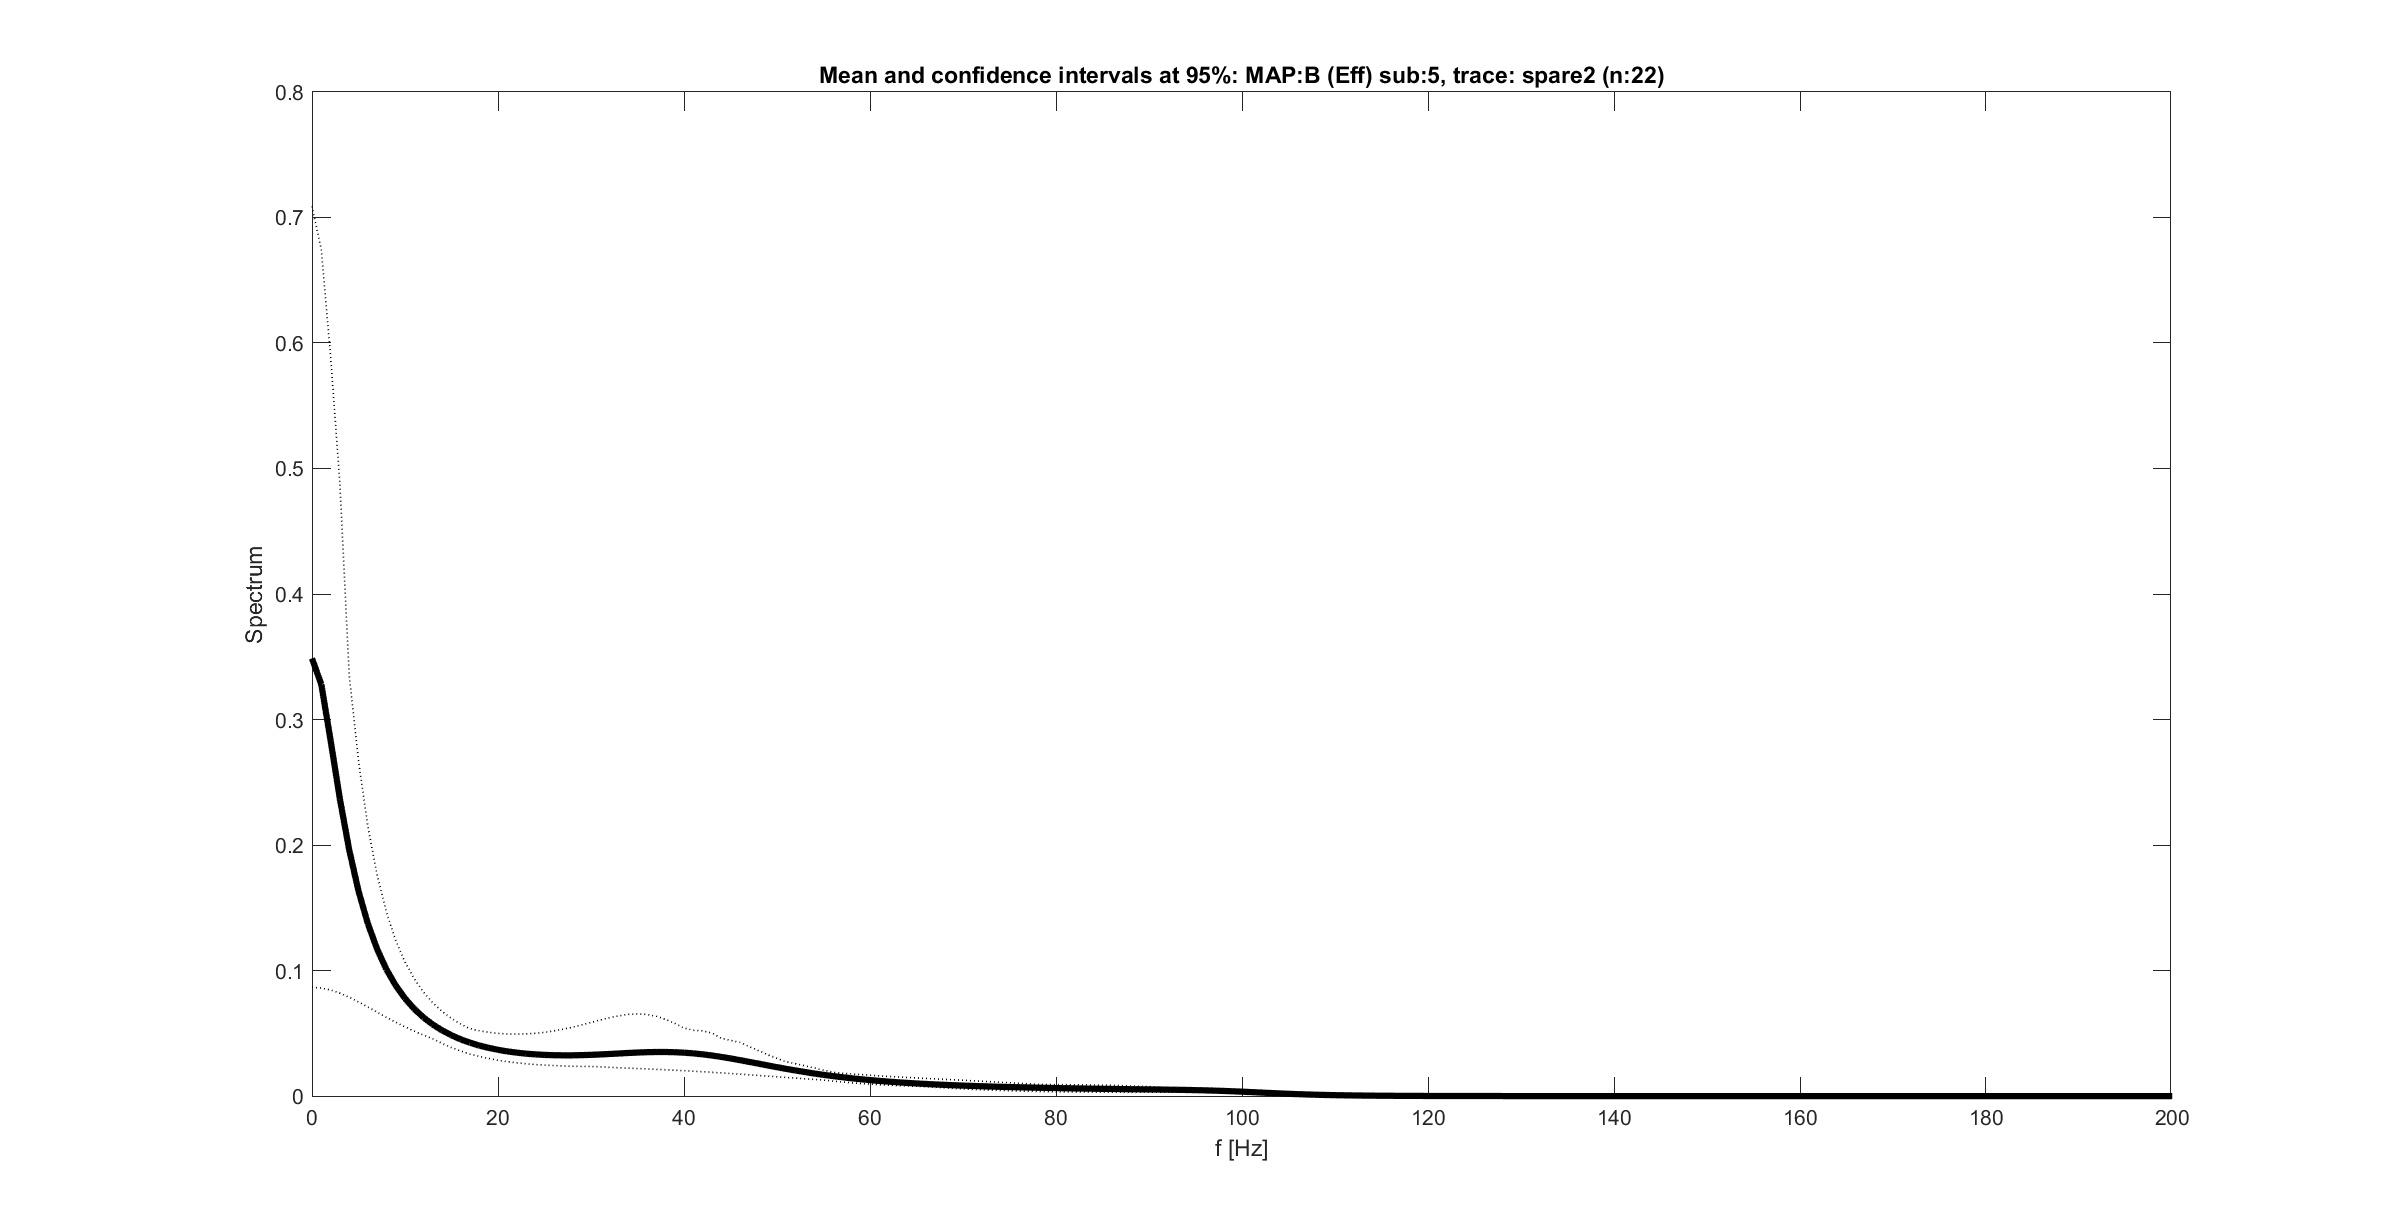 Mean and confidence intervals at 95%: MAP:B (Eff) sub:5, trace: spare2 (n:22)
0.8
0.7
0.6
0.5
0.4
0.3
0.2
0.1
0
Spectrum
0 20 40 60 80 100 120 140 160 180 200
f [Hz]